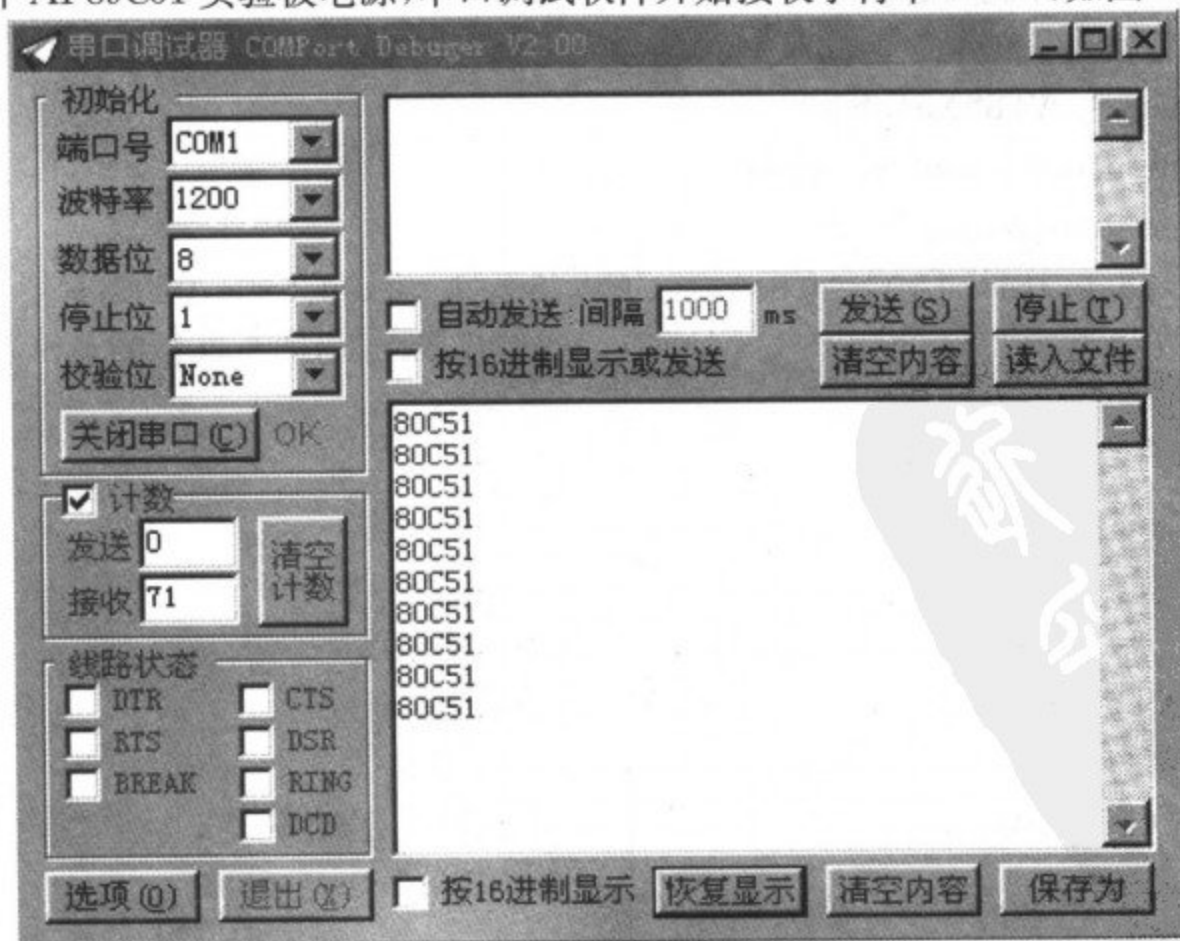 串口调试器 COMPort Debuger V2.00
初始化
端口号 COM1
波特率 1200
数据位 8
停止位 1
校验位 None
关闭串口(C) OK
计数
发送 0
接收 71
清空计数
线路状态
DTR CTS
RTS DSR
BREAK RING
DCD
选项(O) 退出(X)
自动发送:间隔 1000 ms 发送(S) 停止(T)
按16进制显示或发送 清空内容 读入文件
80C51
80C51
80C51
80C51
80C51
80C51
80C51
80C51
80C51
80C51
按16进制显示 恢复显示 清空内容 保存为